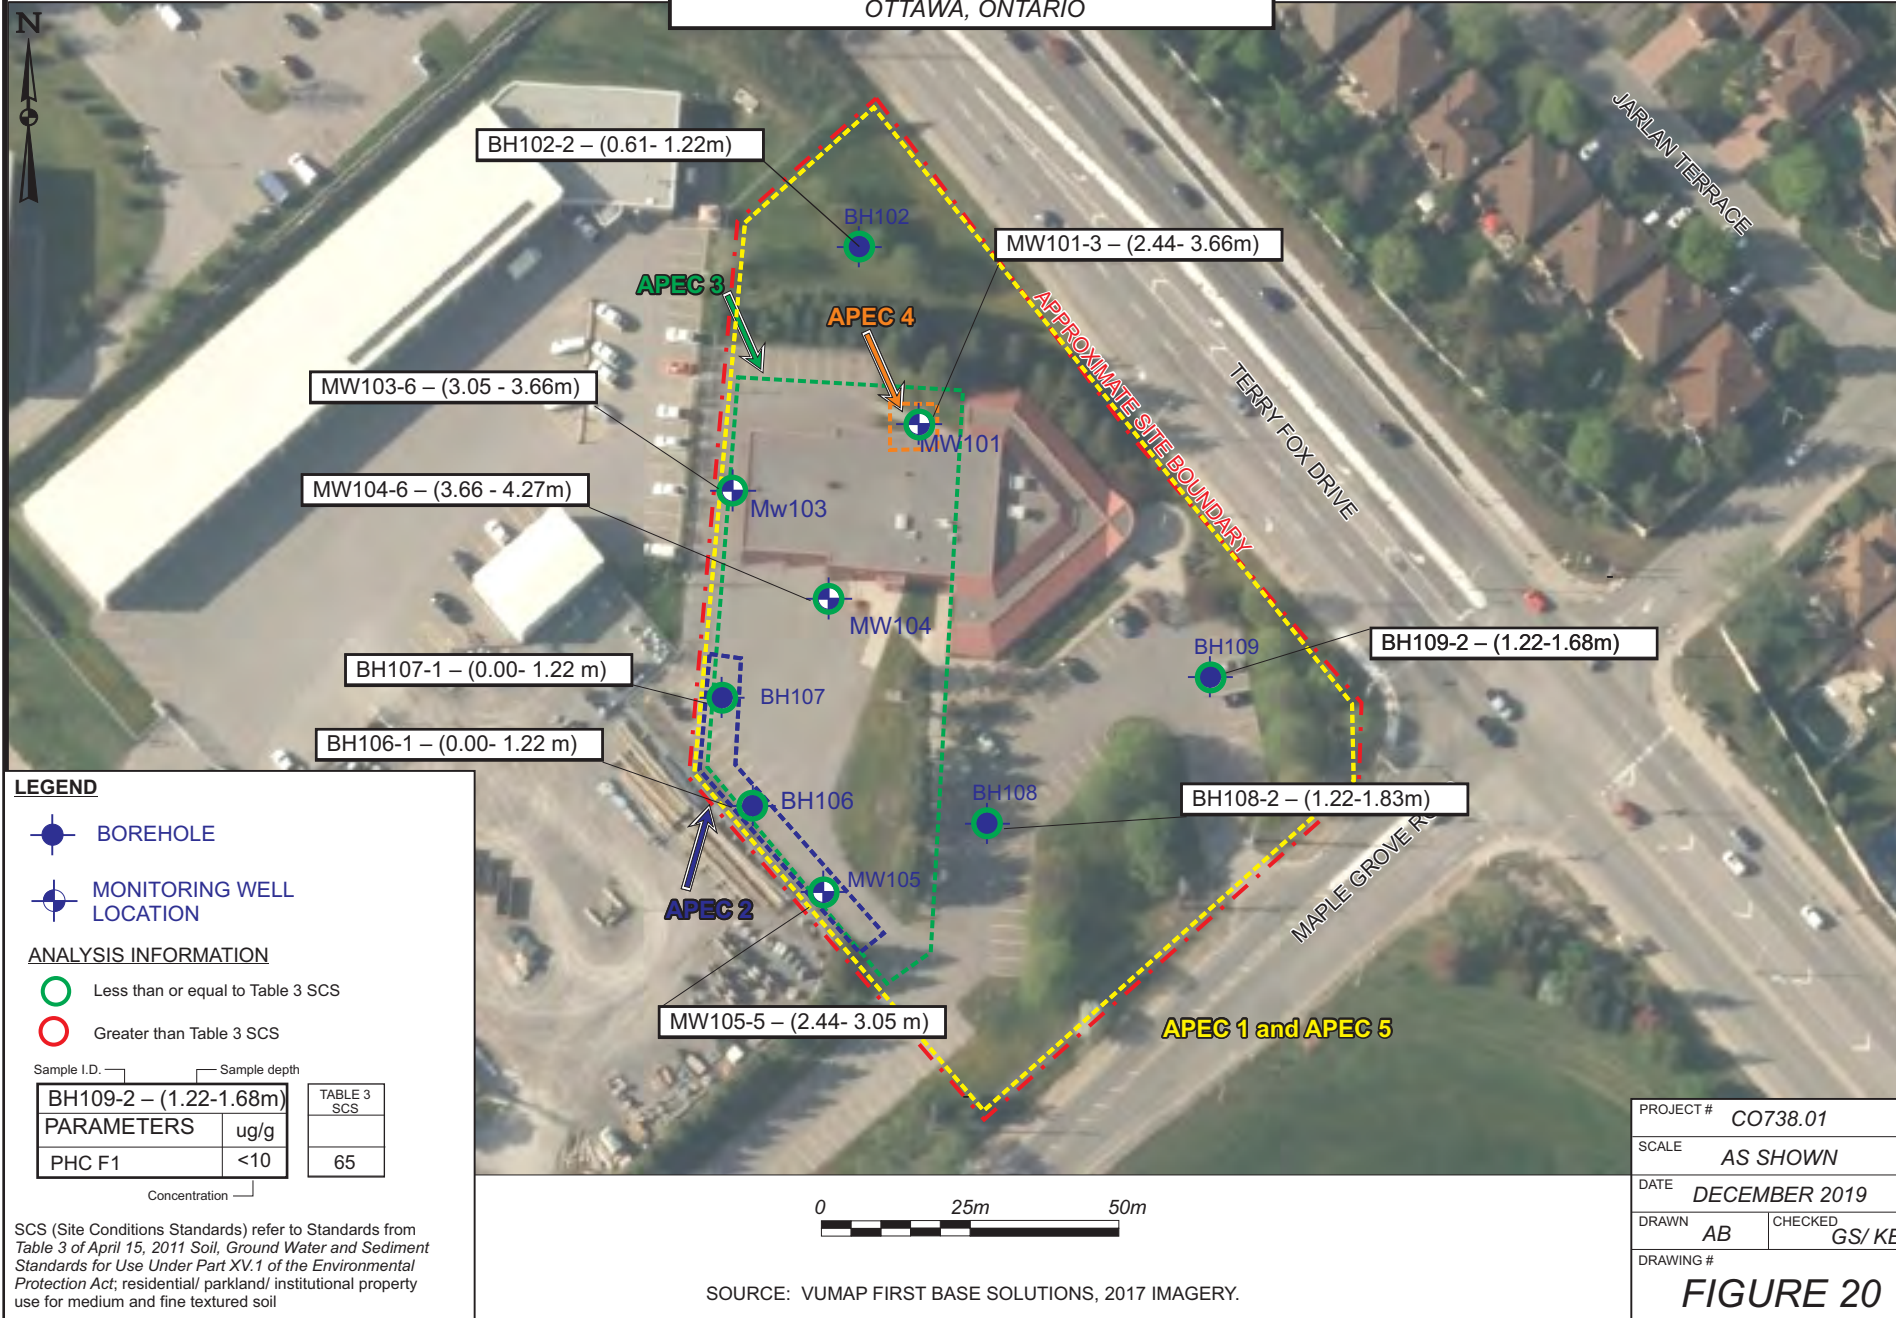 OTTAWA, ONTARIO
N
BH102-2 – (0.61- 1.22m)
BH102
MW101-3 – (2.44- 3.66m)
JARLAN TERRACE
APEC 3
APEC 4
APPROXIMATE SITE BOUNDARY
TERRY FOX DRIVE
MW103-6 – (3.05 - 3.66m)
MW101
MW104-6 – (3.66 - 4.27m)
Mw103
MW104
BH109-2 – (1.22-1.68m)
BH109
BH107-1 – (0.00- 1.22 m)
BH107
BH106-1 – (0.00- 1.22 m)
BH106
BH108
BH108-2 – (1.22-1.83m)
MAPLE GROVE
MW105
APEC 2
MW105-5 – (2.44- 3.05 m)
APEC 1 and APEC 5
LEGEND
BOREHOLE
MONITORING WELL
LOCATION
ANALYSIS INFORMATION
Less than or equal to Table 3 SCS
Greater than Table 3 SCS
Sample I.D.
Sample depth
BH109-2 – (1.22-1.68m)
TABLE 3
SCS
PARAMETERS
ug/g
PHC F1
<10
65
Concentration
SCS (Site Conditions Standards) refer to Standards from
Table 3 of April 15, 2011 Soil, Ground Water and Sediment
Standards for Use Under Part XV.1 of the Environmental
Protection Act; residential/ parkland/ institutional property
use for medium and fine textured soil
0 25m 50m
SOURCE: VUMAP FIRST BASE SOLUTIONS, 2017 IMAGERY.
PROJECT # CO738.01
SCALE AS SHOWN
DATE DECEMBER 2019
DRAWN AB
CHECKED GS/
DRAWING #
FIGURE 20